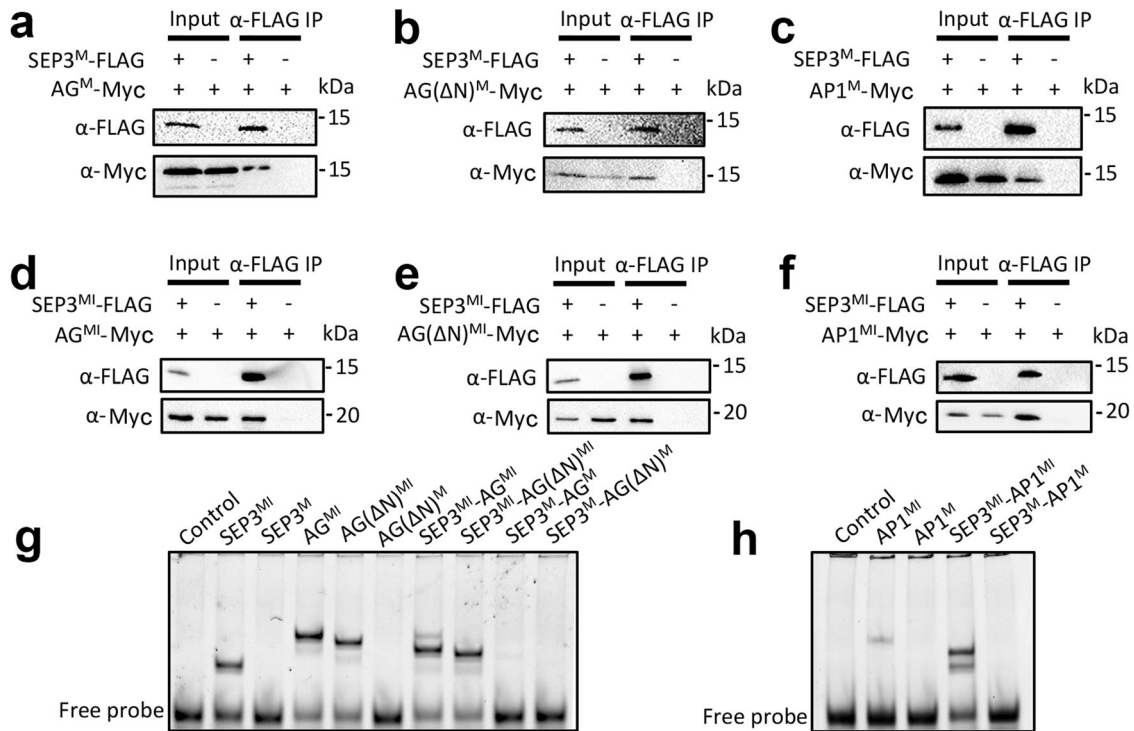 a
Input α-FLAG IP
SEP3ᴹ-FLAG + - + -
AGᴹ-Myc + + + + kDa
α-FLAG -15
α-Myc -15
b
Input α-FLAG IP
SEP3ᴹ-FLAG + - + -
AG(ΔN)ᴹ-Myc + + + + kDa
α-FLAG -15
α-Myc -15
c
Input α-FLAG IP
SEP3ᴹ-FLAG + - + -
AP1ᴹ-Myc + + + + kDa
α-FLAG -15
α-Myc -15
d
Input α-FLAG IP
SEP3ᴹᴵ-FLAG + - + -
AGᴹᴵ-Myc + + + + kDa
α-FLAG -15
α-Myc -20
e
Input α-FLAG IP
SEP3ᴹᴵ-FLAG + - + -
AG(ΔN)ᴹᴵ-Myc + + + + kDa
α-FLAG -15
α-Myc -20
f
Input α-FLAG IP
SEP3ᴹᴵ-FLAG + - + -
AP1ᴹᴵ-Myc + + + + kDa
α-FLAG -15
α-Myc -20
g
Control
SEP3ᴹᴵ
SEP3ᴹ
AGᴹᴵ
AG(ΔN)ᴹᴵ
AG(ΔN)ᴹ
SEP3ᴹᴵ-AGᴹᴵ
SEP3ᴹᴵ-AG(ΔN)ᴹᴵ
SEP3ᴹ-AGᴹ
SEP3ᴹ-AG(ΔN)ᴹ
Free probe
h
Control
AP1ᴹᴵ
AP1ᴹ
SEP3ᴹᴵ-AP1ᴹᴵ
SEP3ᴹ-AP1ᴹ
Free probe